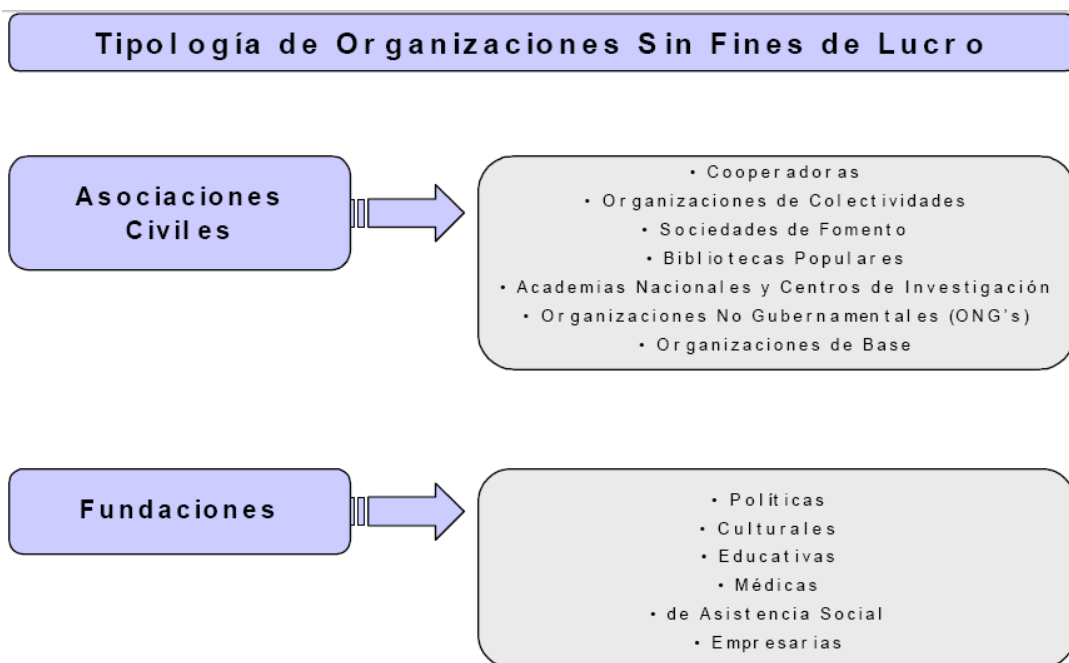 Tipología de Organizaciones Sin Fines de Lucro
Asociaciones
Civiles
• Cooperadoras
• Organizaciones de Colectividades
• Sociedades de Fomento
• Bibliotecas Populares
• Academias Nacionales y Centros de Investigación
• Organizaciones No Gubernamentales (ONG's)
• Organizaciones de Base
Fundaciones
• Políticas
• Culturales
• Educativas
• Médicas
• de Asistencia Social
• Empresarias